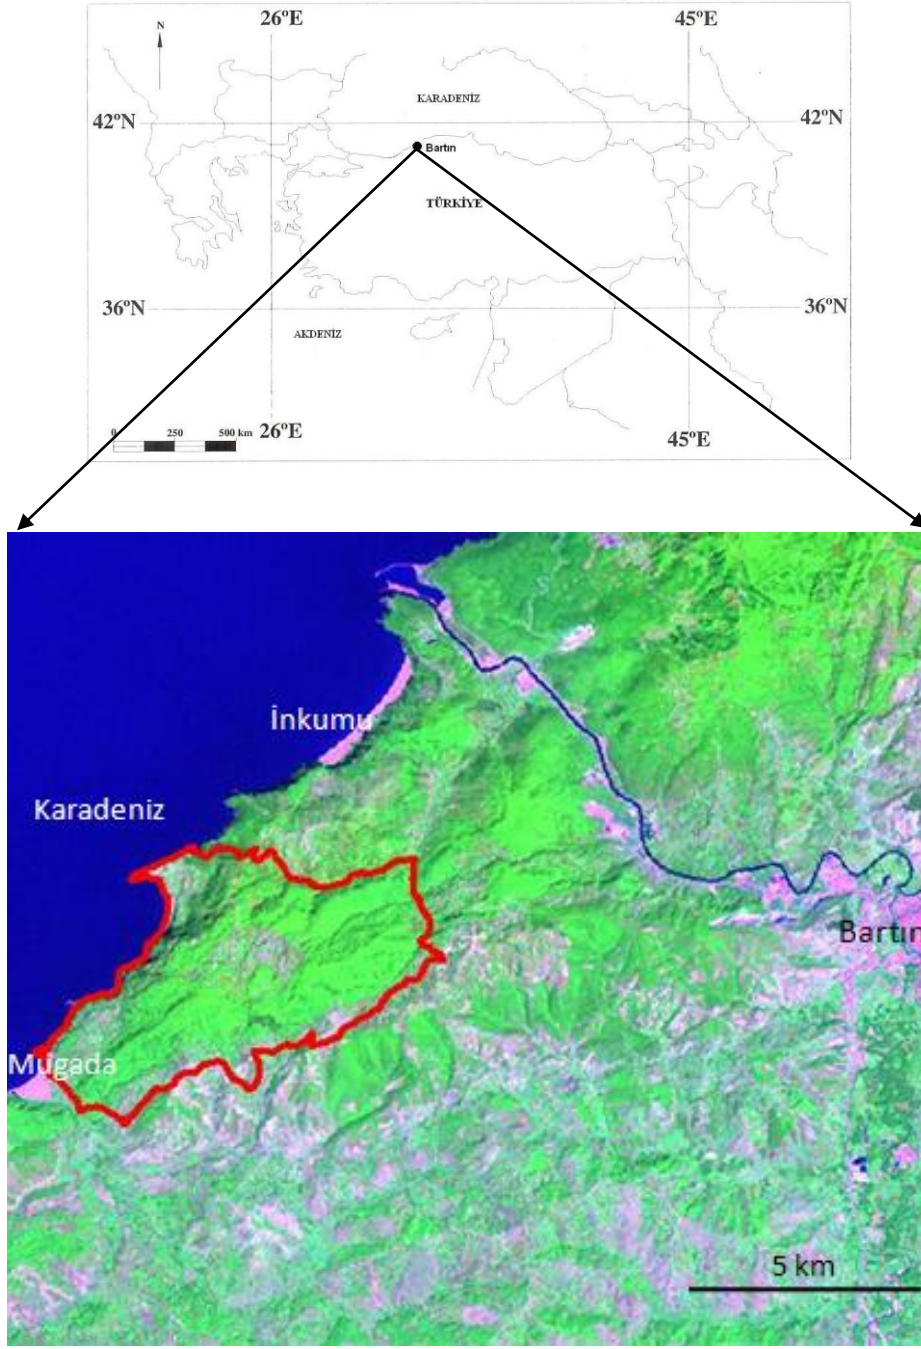 26ºE
45ºE
N
KARADENİZ
42ºN
42ºN
Bartın
TÜRKİYE
36ºN
36ºN
AKDENİZ
0 250 500 km
26ºE
45ºE
İnkumu
Karadeniz
Bartın
Mugada
5 km